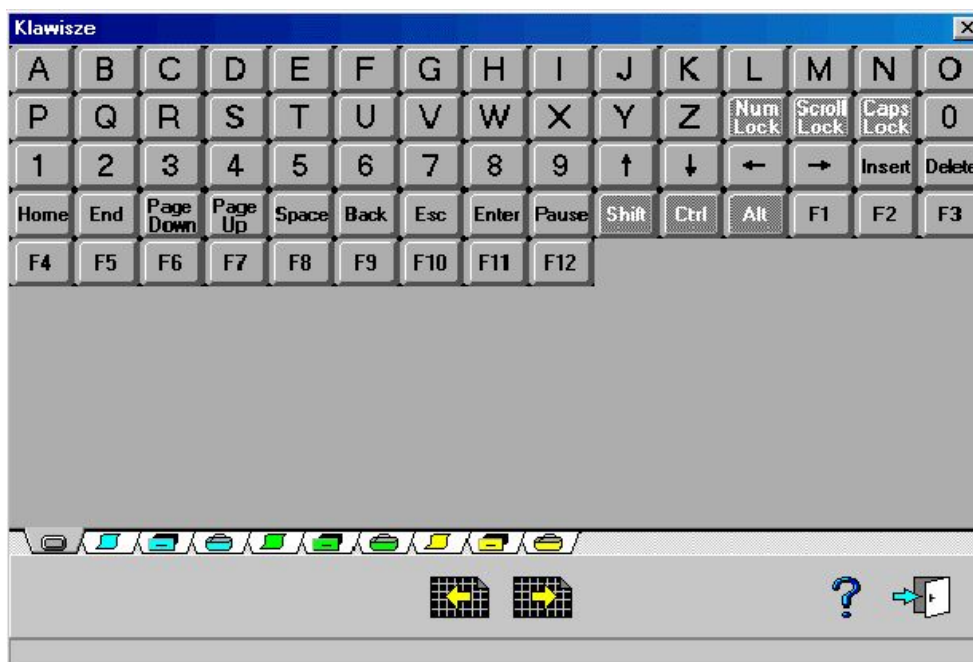 Klawisze
A B C D E F G H I J K L M N O
P Q R S T U V W X Y Z Num Lock Scroll Lock Caps Lock 0
1 2 3 4 5 6 7 8 9 ↑ ↓ ← → Insert Delete
Home End Page Down Page Up Space Back Esc Enter Pause Shift Ctrl Alt F1 F2 F3
F4 F5 F6 F7 F8 F9 F10 F11 F12
?